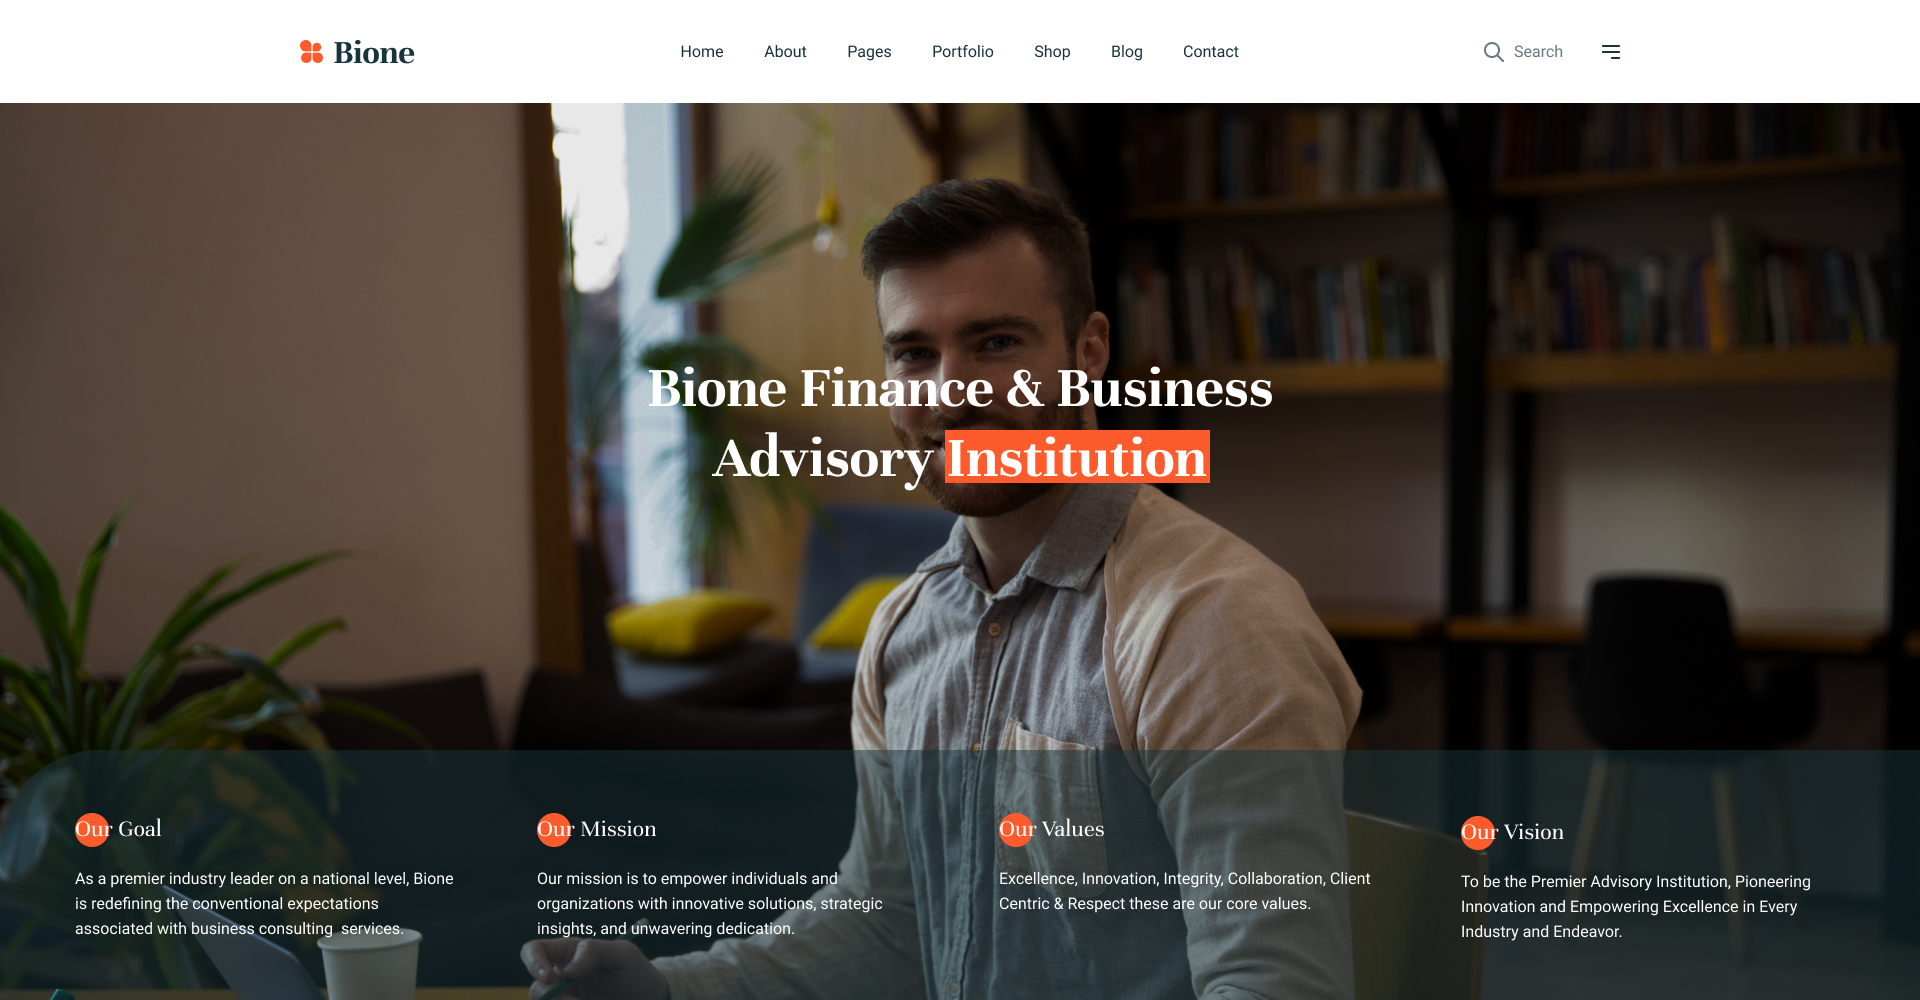 Bione
Home
About
Pages
Portfolio
Shop
Blog
Contact
Search
Bione Finance & Business
Advisory Institution
Our Goal
As a premier industry leader on a national level, Bione
is redefining the conventional expectations
associated with business consulting  services.
Our Mission
Our mission is to empower individuals and
organizations with innovative solutions, strategic
insights, and unwavering dedication.
Our Values
Excellence, Innovation, Integrity, Collaboration, Client
Centric & Respect these are our core values.
Our Vision
To be the Premier Advisory Institution, Pioneering
Innovation and Empowering Excellence in Every
Industry and Endeavor.